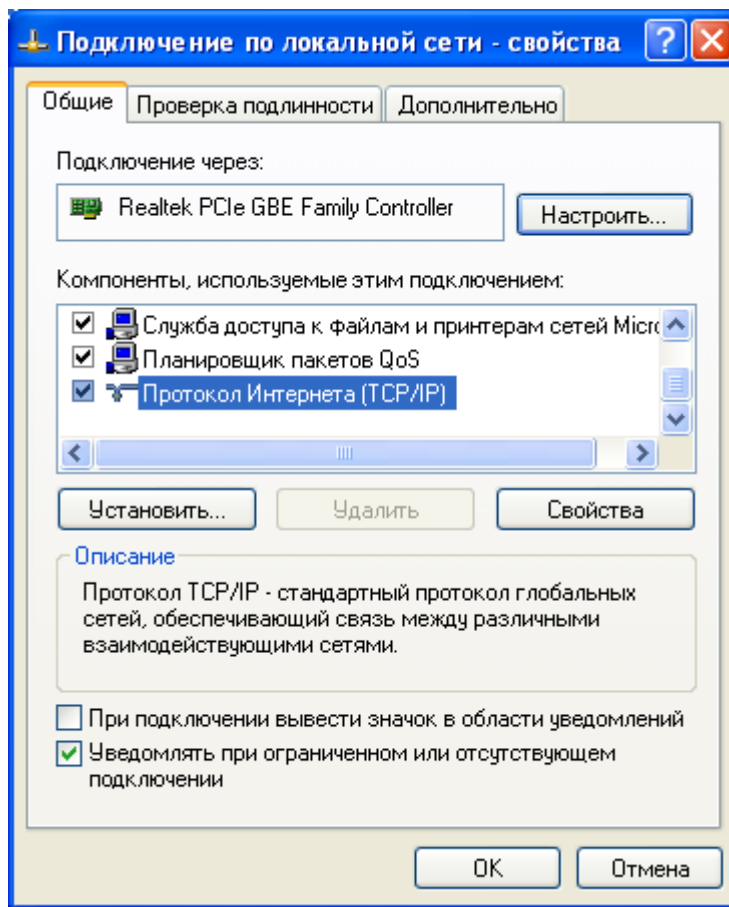 Подключение по локальной сети - свойства
Общие
Проверка подлинности
Дополнительно
Подключение через:
Realtek PCIe GBE Family Controller
Настроить...
Компоненты, используемые этим подключением:
Служба доступа к файлам и принтерам сетей Micro
Планировщик пакетов QoS
Протокол Интернета (TCP/IP)
Установить...
Удалить
Свойства
Описание
Протокол TCP/IP - стандартный протокол глобальных
сетей, обеспечивающий связь между различными
взаимодействующими сетями.
При подключении вывести значок в области уведомлений
Уведомлять при ограниченном или отсутствующем
подключении
OK
Отмена